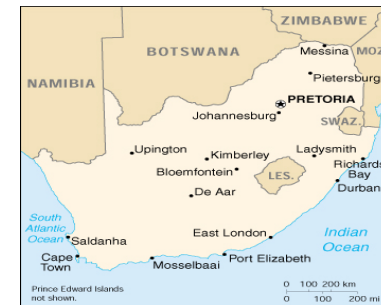 ZIMBABWE
BOTSWANA
Messina
MOZ
NAMIBIA
Pietersburg
PRETORIA
Johannesburg
SWAZ.
Upington
Kimberley
Ladysmith
Bloemfontein
LES.
Richards
Bay
Durban
De Aar
South
Atlantic
Ocean
Saldanha
East London
Indian
Ocean
Cape
Town
Mosselbaai
Port Elizabeth
Prince Edward Islands
not shown.
0 100 200 km
0 100 200 mi